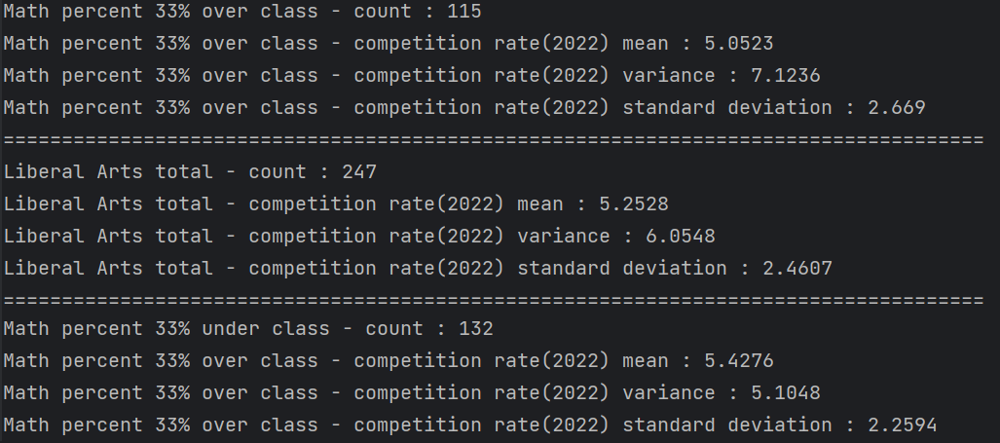 Math percent 33% over class - count : 115
Math percent 33% over class - competition rate(2022) mean : 5.0523
Math percent 33% over class - competition rate(2022) variance : 7.1236
Math percent 33% over class - competition rate(2022) standard deviation : 2.669
====================================================================================
Liberal Arts total - count : 247
Liberal Arts total - competition rate(2022) mean : 5.2528
Liberal Arts total - competition rate(2022) variance : 6.0548
Liberal Arts total - competition rate(2022) standard deviation : 2.4607
====================================================================================
Math percent 33% under class - count : 132
Math percent 33% over class - competition rate(2022) mean : 5.4276
Math percent 33% over class - competition rate(2022) variance : 5.1048
Math percent 33% over class - competition rate(2022) standard deviation : 2.2594